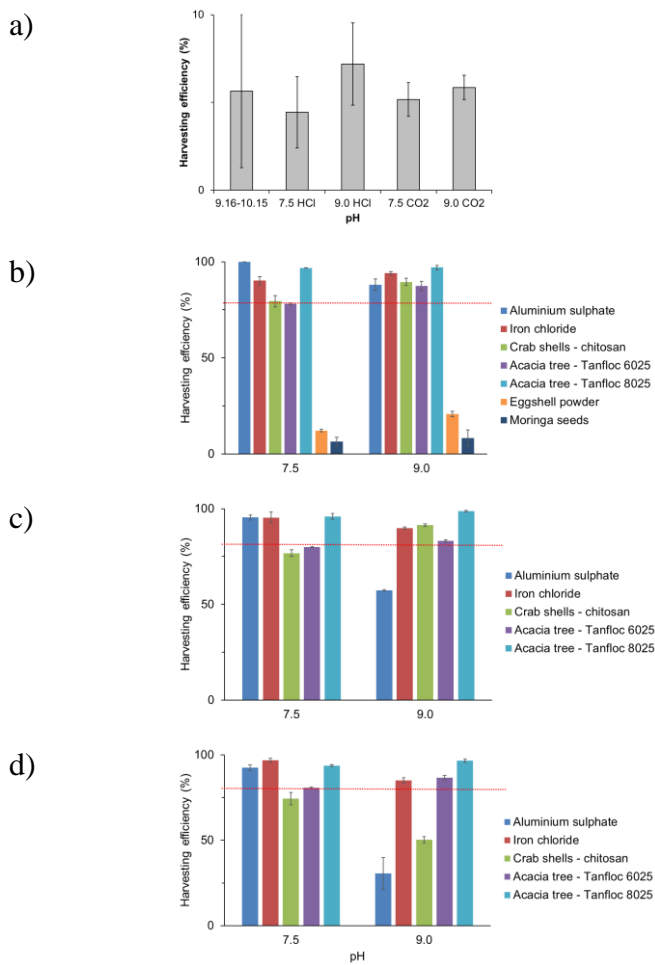 a)
Harvesting efficiency (%)
10
5
0
9.16-10.15 7.5 HCl 9.0 HCl 7.5 CO2 9.0 CO2
pH
b)
Harvesting effciency (%)
100
50
0
7.5 9.0
Aluminium sulphate
Iron chloride
Crab shells - chitosan
Acacia tree - Tanfloc 6025
Acacia tree - Tanfloc 8025
Eggshell powder
Moringa seeds
c)
Harvesting efficiency (%)
100
50
0
7.5 9.0
Aluminium sulphate
Iron chloride
Crab shells - chitosan
Acacia tree - Tanfloc 6025
Acacia tree - Tanfloc 8025
d)
Harvesting efficiency (%)
100
50
0
7.5 9.0
pH
Aluminium sulphate
Iron chloride
Crab shells - chitosan
Acacia tree - Tanfloc 6025
Acacia tree - Tanfloc 8025